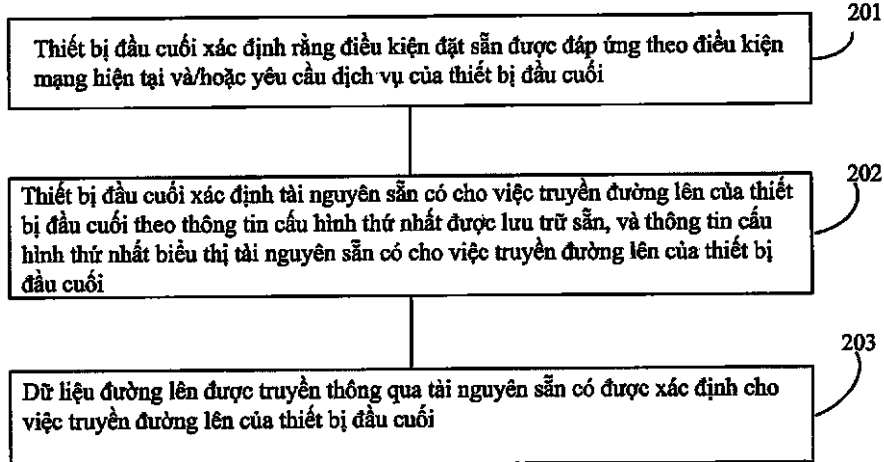 201
Thiết bị đầu cuối xác định rằng điều kiện đặt sẵn được đáp ứng theo điều kiện
mạng hiện tại và/hoặc yêu cầu dịch vụ của thiết bị đầu cuối
202
Thiết bị đầu cuối xác định tài nguyên sẵn có cho việc truyền đường lên của thiết
bị đầu cuối theo thông tin cấu hình thứ nhất được lưu trữ sẵn, và thông tin cấu
hình thứ nhất biểu thị tài nguyên sẵn có cho việc truyền đường lên của thiết bị
đầu cuối
203
Dữ liệu đường lên được truyền thông qua tài nguyên sẵn có được xác định cho
việc truyền đường lên của thiết bị đầu cuối